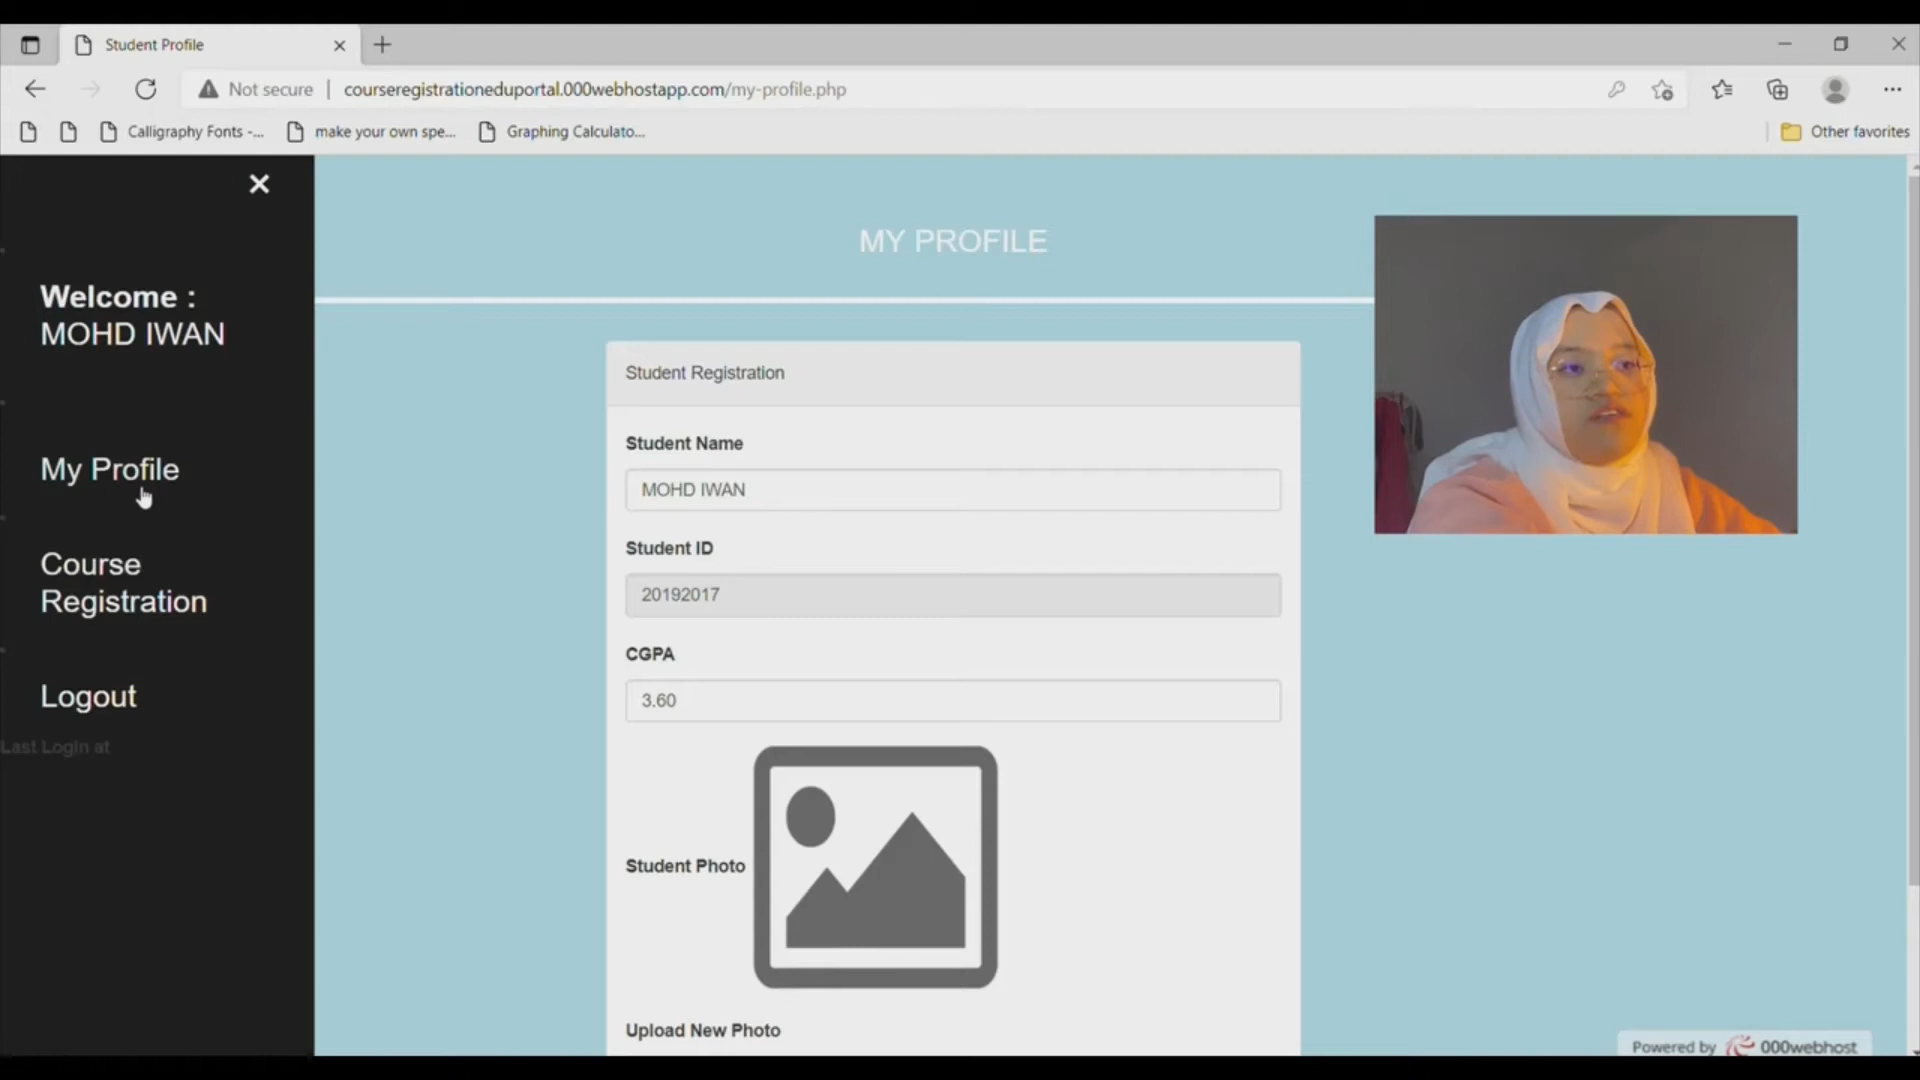 Student Profile
Not secure
courseregistrationeduportal.000webhostapp.com/my-profile.php
Calligraphy Fonts -...
make your own spe...
Graphing Calculato...
Other favorites
MY PROFILE
Welcome :
MOHD IWAN
My Profile
Course
Registration
Logout
Last Login at
Student Registration
Student Name
MOHD IWAN
Student ID
20192017
CGPA
3.60
Student Photo
Upload New Photo
Powered by 000webhost